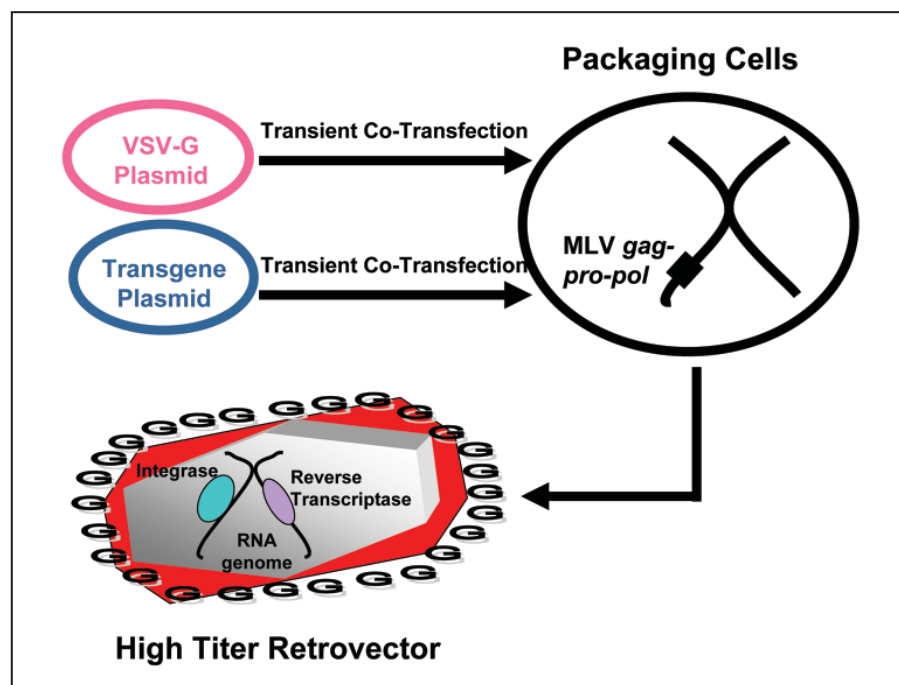 Packaging Cells
VSV-G
Plasmid
Transient Co-Transfection
Transgene
Plasmid
Transient Co-Transfection
MLV gag-
pro-pol
G G G G G G G G G G G G G G G G G G G G G G G G G G G G G G G G G G G G
Integrase
Reverse
Transcriptase
RNA
genome
High Titer Retrovector